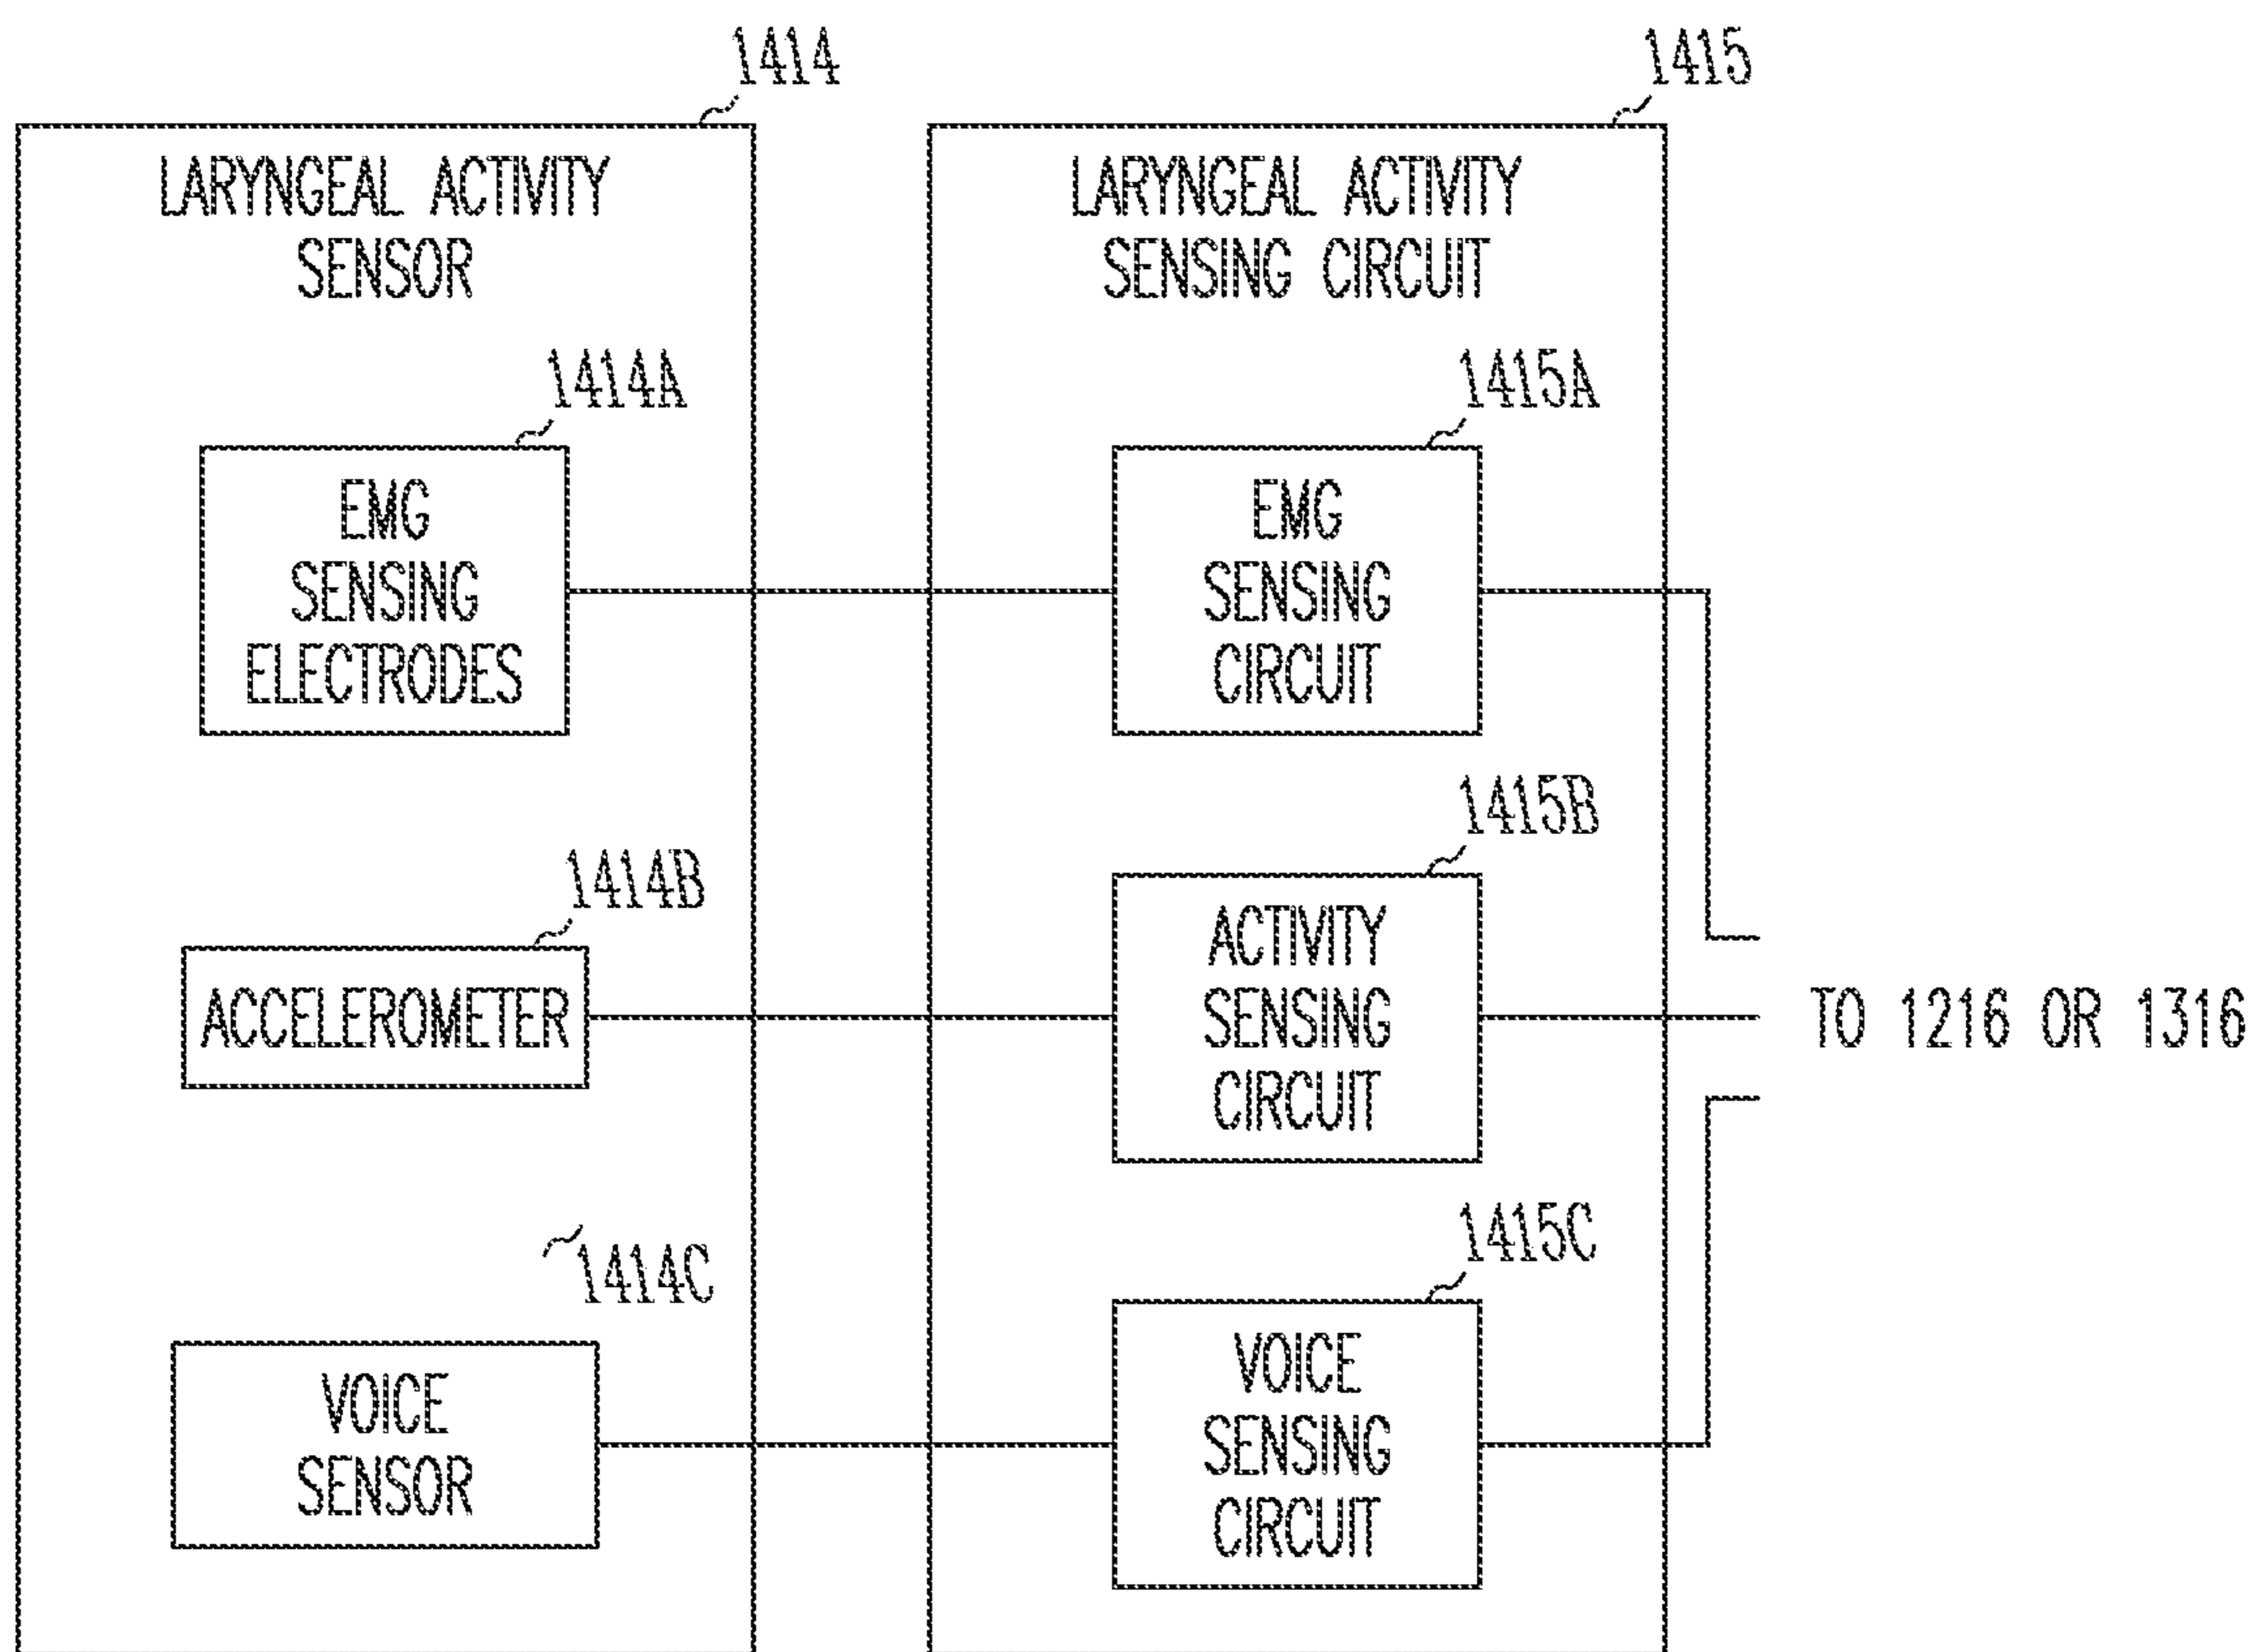 1414
LARYNGEAL ACTIVITY
SENSOR
1414A
EMG
SENSING
ELECTRODES
1414B
ACCELEROMETER
1414C
VOICE
SENSOR
1415
LARYNGEAL ACTIVITY
SENSING CIRCUIT
1415A
EMG
SENSING
CIRCUIT
1415B
ACTIVITY
SENSING
CIRCUIT
1415C
VOICE
SENSING
CIRCUIT
TO 1216 OR 1316